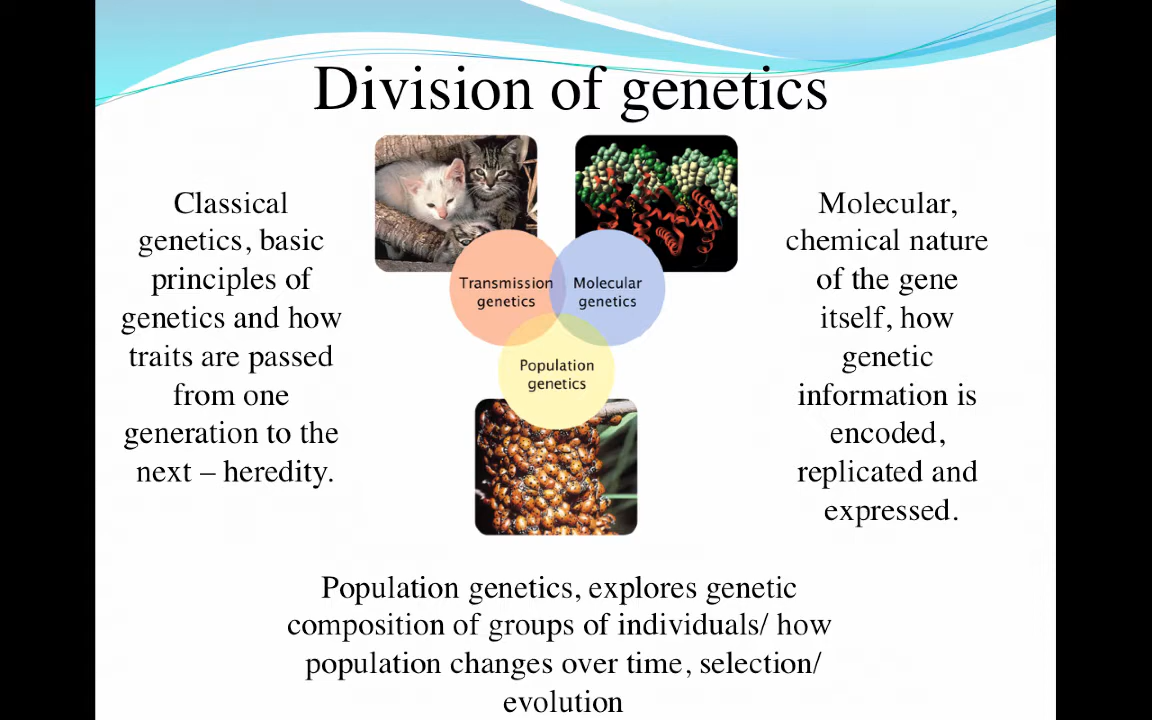 Division of genetics
Classical
genetics, basic
principles of
genetics and how
traits are passed
from one
generation to the
next – heredity.
Transmission
genetics
Molecular
genetics
Population
genetics
Molecular,
chemical nature
of the gene
itself, how
genetic
information is
encoded,
replicated and
expressed.
Population genetics, explores genetic
composition of groups of individuals/ how
population changes over time, selection/
evolution